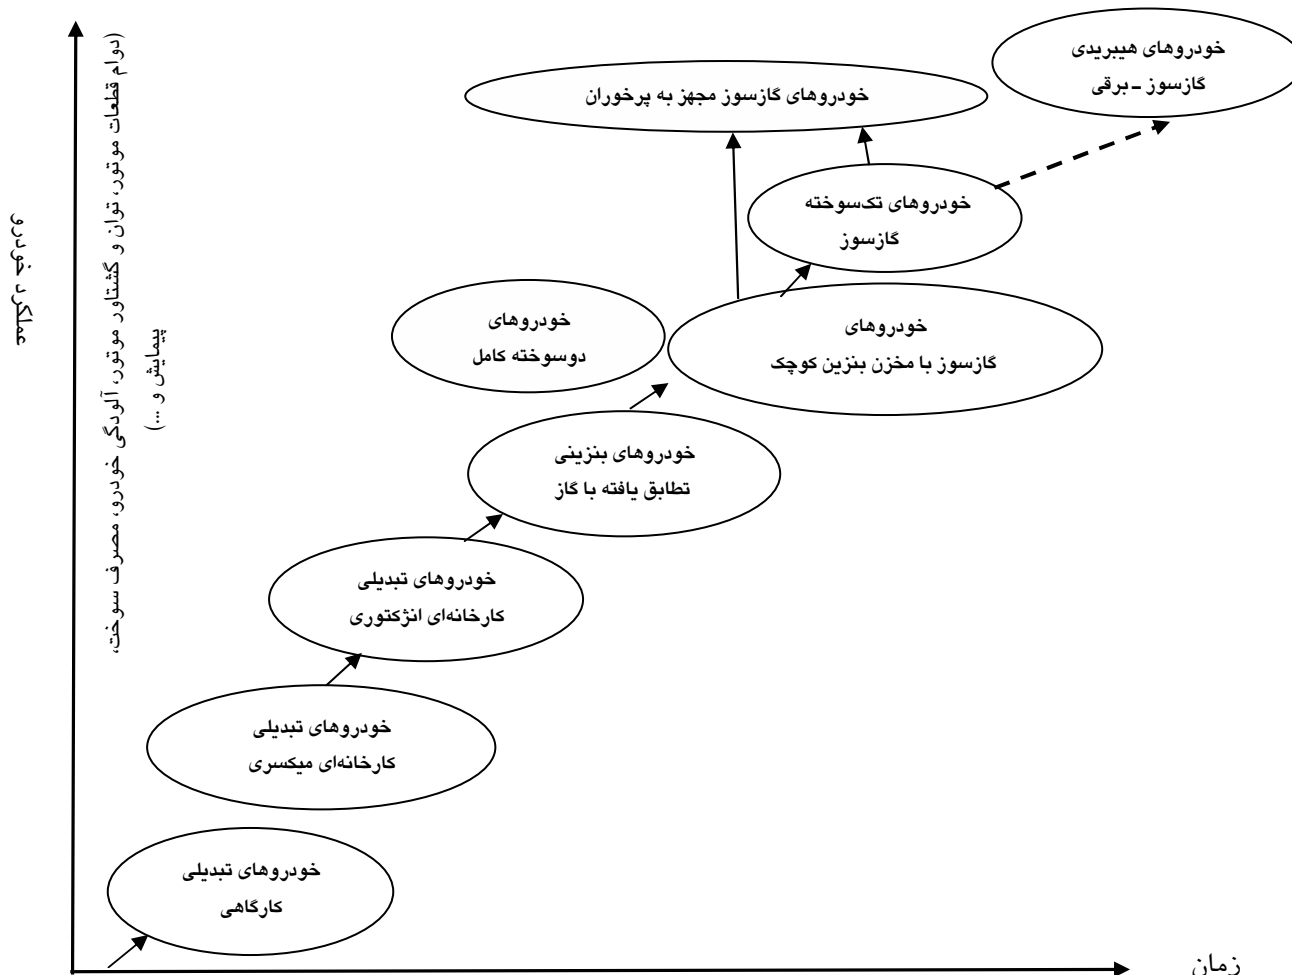 خودروهای هیبریدی
گازسوز - برقی
خودروهای گازسوز مجهز به پرخوران
خودروهای تک‌سوخته
گازسوز
خودروهای
دوسوخته کامل
خودروهای
گازسوز با مخزن بنزین کوچک
خودروهای بنزینی
تطابق یافته با گاز
خودروهای تبدیلی
کارخانه‌ای انژکتوری
خودروهای تبدیلی
کارخانه‌ای میکسری
خودروهای تبدیلی
کارگاهی
عملکرد خودرو
(دوام قطعات موتور، توان و گشتاور موتور، آلودگی خودرو، مصرف سوخت،
پیمایش و ...)
زمان